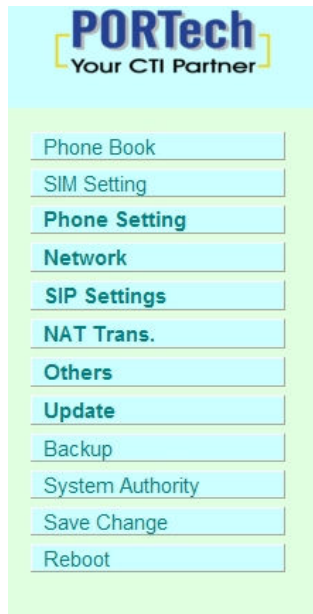 PORTech
Your CTI Partner
Phone Book
SIM Setting
Phone Setting
Network
SIP Settings
NAT Trans.
Others
Update
Backup
System Authority
Save Change
Reboot